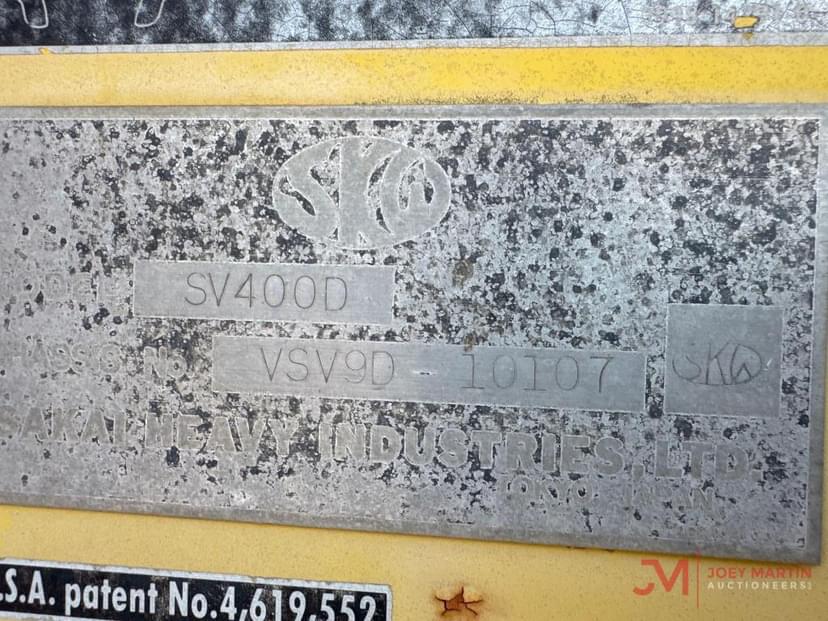 SKW
MODEL SV400D
CHASSIS No. VSV9D - 10107 SKW
SAKAI HEAVY INDUSTRIES, LTD.
TOKYO JAPAN
.S.A. patent No.4,619,552
JM JOEY MARTIN
AUCTIONEERS